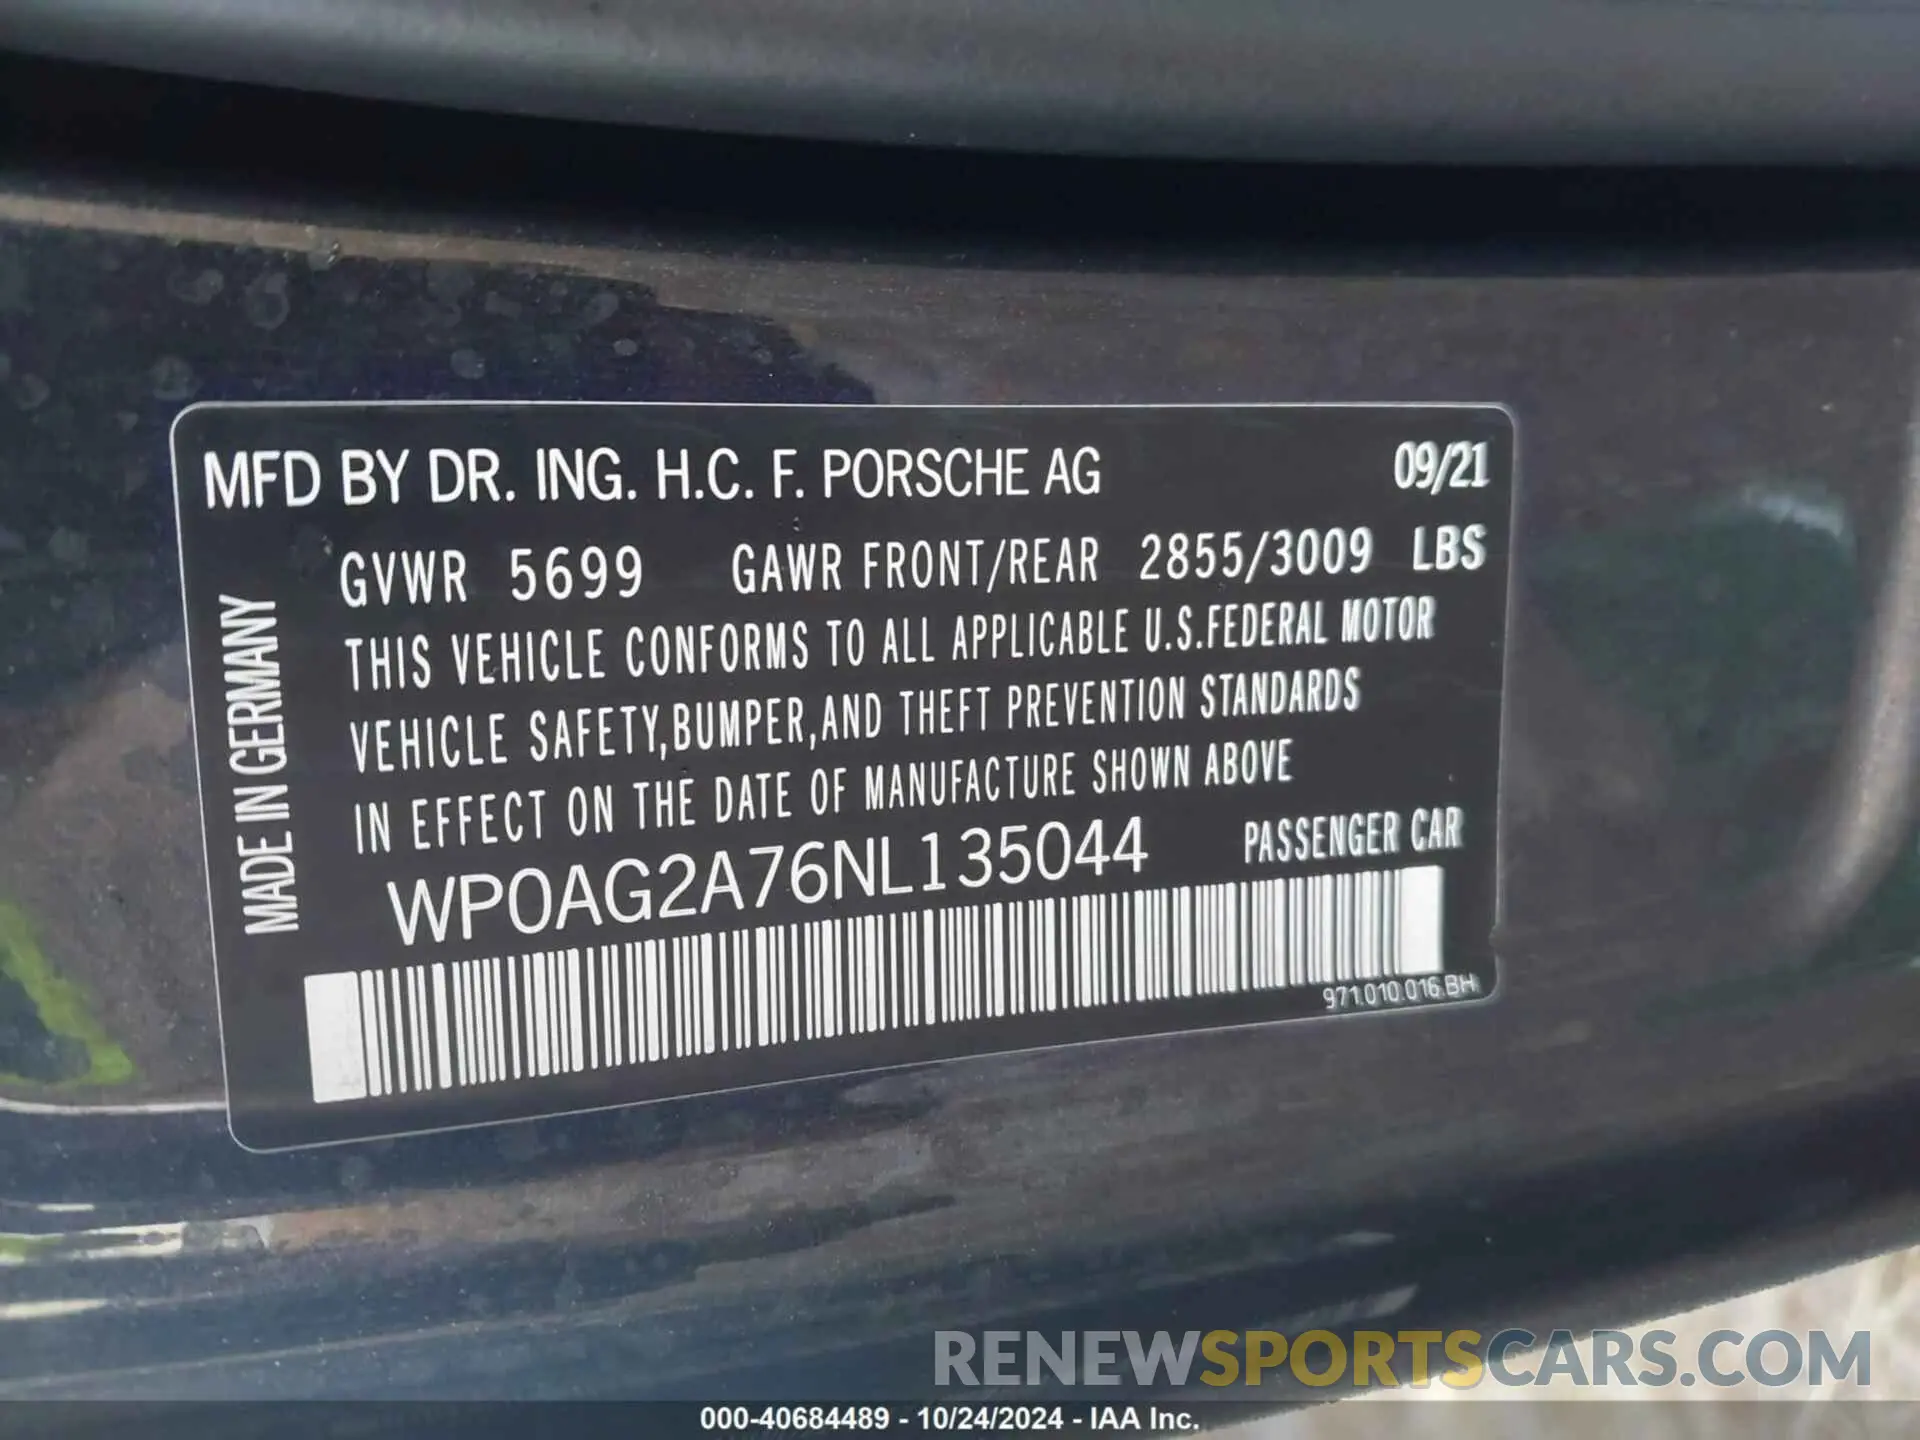 MFD BY DR. ING. H.C. F. PORSCHE AG 09/21
GVWR 5699 GAWR FRONT/REAR 2855/3009 LBS
THIS VEHICLE CONFORMS TO ALL APPLICABLE U.S.FEDERAL MOTOR
VEHICLE SAFETY,BUMPER,AND THEFT PREVENTION STANDARDS
IN EFFECT ON THE DATE OF MANUFACTURE SHOWN ABOVE
WP0AG2A76NL135044 PASSENGER CAR
971.010.016.BH
MADE IN GERMANY
RENEWSPORTSCARS.COM
000-40684489 - 10/24/2024 - IAA Inc.